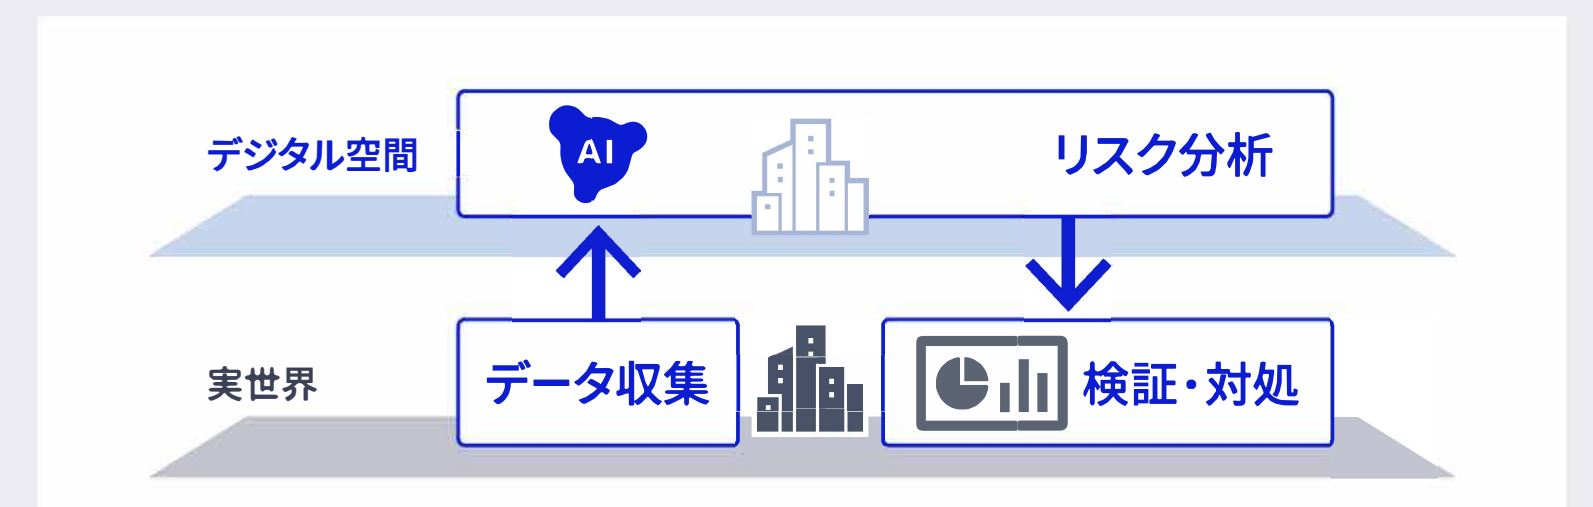 デジタル空間
AI
リスク分析
実世界
データ収集
検証・対処